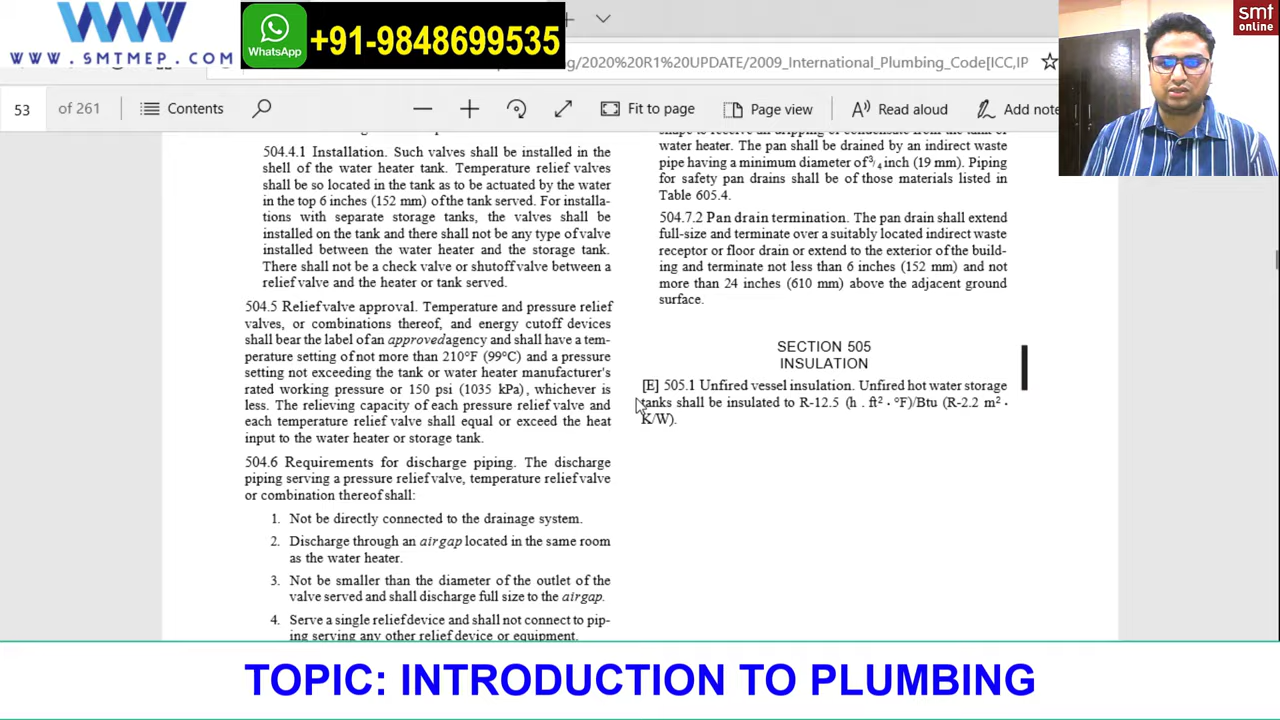 WWW
WWW.SMTMEP.COM
WhatsApp
+91-9848699535
smt
online
g/2020%20R1%20UPDATE/2009_International_Plumbing_Code[ICC,IP
53
of 261
Contents
Fit to page
Page view
Read aloud
Add note
504.4.1 Installation. Such valves shall be installed in the
shell of the water heater tank. Temperature relief valves
shall be so located in the tank as to be actuated by the water
in the top 6 inches (152 mm) of the tank served. For installa-
tions with separate storage tanks, the valves shall be
installed on the tank and there shall not be any type of valve
installed between the water heater and the storage tank.
There shall not be a check valve or shutoff valve between a
relief valve and the heater or tank served.
504.5 Relief valve approval. Temperature and pressure relief
valves, or combinations thereof, and energy cutoff devices
shall bear the label of an approved agency and shall have a tem-
perature setting of not more than 210°F (99°C) and a pressure
setting not exceeding the tank or water heater manufacturer's
rated working pressure or 150 psi (1035 kPa), whichever is
less. The relieving capacity of each pressure relief valve and
each temperature relief valve shall equal or exceed the heat
input to the water heater or storage tank.
504.6 Requirements for discharge piping. The discharge
piping serving a pressure relief valve, temperature relief valve
or combination thereof shall:
1. Not be directly connected to the drainage system.
2. Discharge through an air gap located in the same room
as the water heater.
3. Not be smaller than the diameter of the outlet of the
valve served and shall discharge full size to the air gap.
4. Serve a single relief device and shall not connect to pip-
ing serving any other relief device or equipment.
shape to receive all dripping or condensate from the tank or
water heater. The pan shall be drained by an indirect waste
pipe having a minimum diameter of 3/4 inch (19 mm). Piping
for safety pan drains shall be of those materials listed in
Table 605.4.
504.7.2 Pan drain termination. The pan drain shall extend
full-size and terminate over a suitably located indirect waste
receptor or floor drain or extend to the exterior of the build-
ing and terminate not less than 6 inches (152 mm) and not
more than 24 inches (610 mm) above the adjacent ground
surface.
SECTION 505
INSULATION
[E] 505.1 Unfired vessel insulation. Unfired hot water storage
tanks shall be insulated to R-12.5 (h . ft² · °F)/Btu (R-2.2 m² ·
K/W).
TOPIC: INTRODUCTION TO PLUMBING